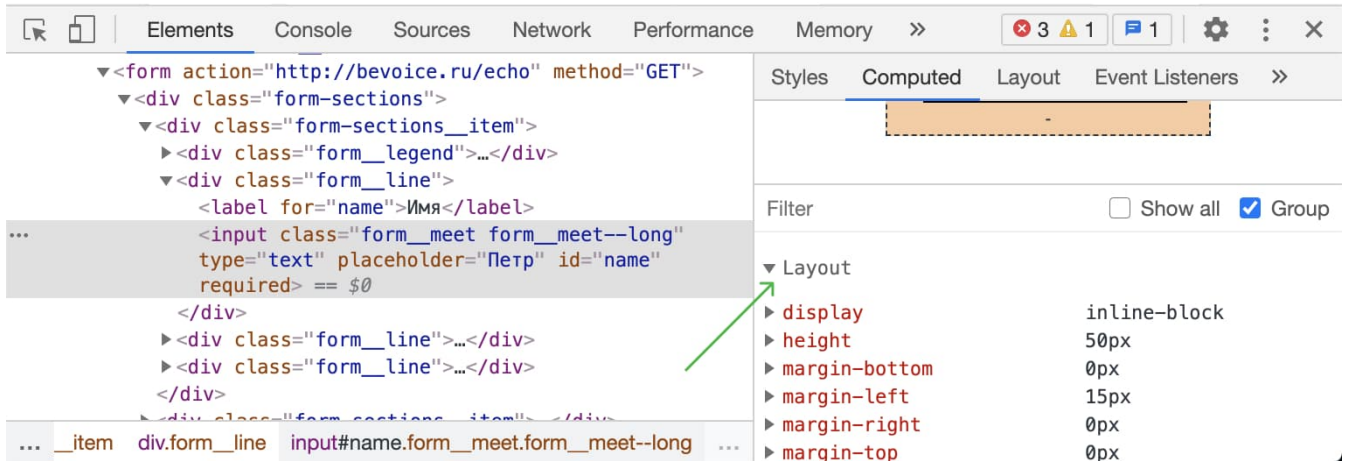 Elements Console Sources Network Performance Memory » 3 1 1
▼<form action="http://bevoice.ru/echo" method="GET">
▼<div class="form-sections">
▼<div class="form-sections__item">
▶<div class="form__legend">…</div>
▼<div class="form__line">
<label for="name">Имя</label>
<input class="form__meet form__meet--long"
type="text" placeholder="Петр" id="name"
required> == $0
</div>
▶<div class="form__line">…</div>
▶<div class="form__line">…</div>
</div>
▶<div class="form-sections__item">…</div>
... __item div.form__line input#name.form__meet.form__meet--long ...
Styles Computed Layout Event Listeners »
-
Filter Show all Group
▼ Layout
▶ display inline-block
▶ height 50px
▶ margin-bottom 0px
▶ margin-left 15px
▶ margin-right 0px
▶ margin-top 0px